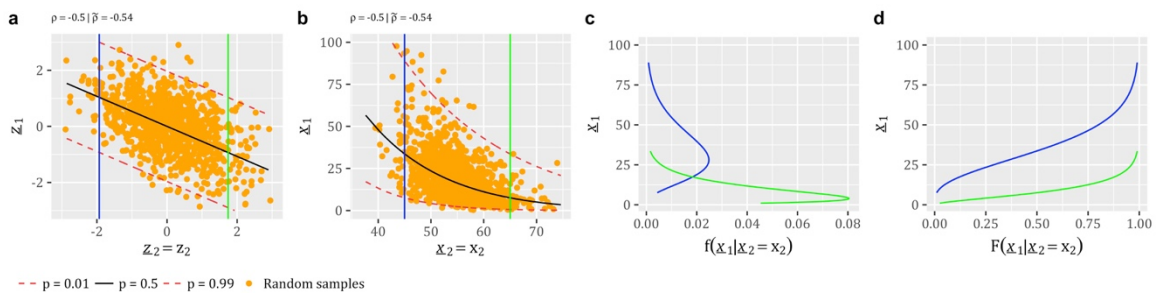 a
ρ = -0.5 | ρ̃ = -0.54
2
0
-2
z̲1
-2
0
2
z̲2 = z2
b
ρ = -0.5 | ρ̃ = -0.54
100
75
50
25
0
x̲1
40
50
60
70
x̲2 = x2
c
100
75
50
25
0
x̲1
0.00
0.02
0.04
0.06
0.08
f(x̲1|x̲2 = x2)
d
100
75
50
25
0
x̲1
0.00
0.25
0.50
0.75
1.00
F(x̲1|x̲2 = x2)
p = 0.01 p = 0.5 p = 0.99 Random samples